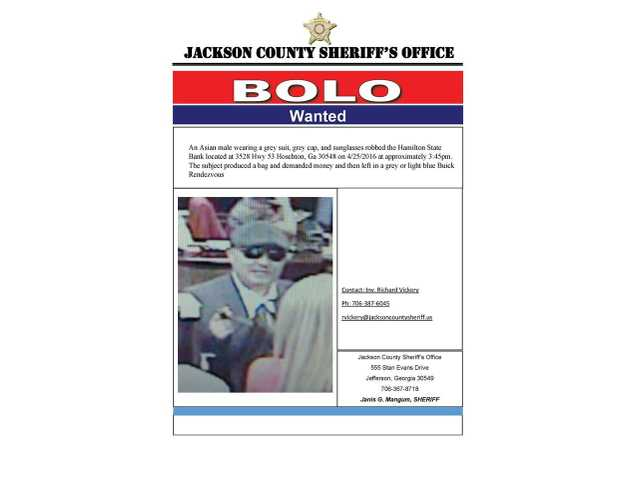 JACKSON COUNTY SHERIFF'S OFFICE
BOLO
Wanted
An Asian male wearing a grey suit, grey cap, and sunglasses robbed the Hamilton State
Bank located at 3528 Hwy 53 Hoschton, Ga 30548 on 4/25/2016 at approximately 3:45pm.
The subject produced a bag and demanded money and then left in a grey or light blue Buick
Rendezvous
Contact: Inv. Richard Vickery
Ph: 706-387-6045
rvickery@jacksoncountysheriff.us
Jackson County Sheriff's Office
555 Stan Evans Drive
Jefferson, Georgia 30549
706-367-8718
Janis G. Mangum, SHERIFF